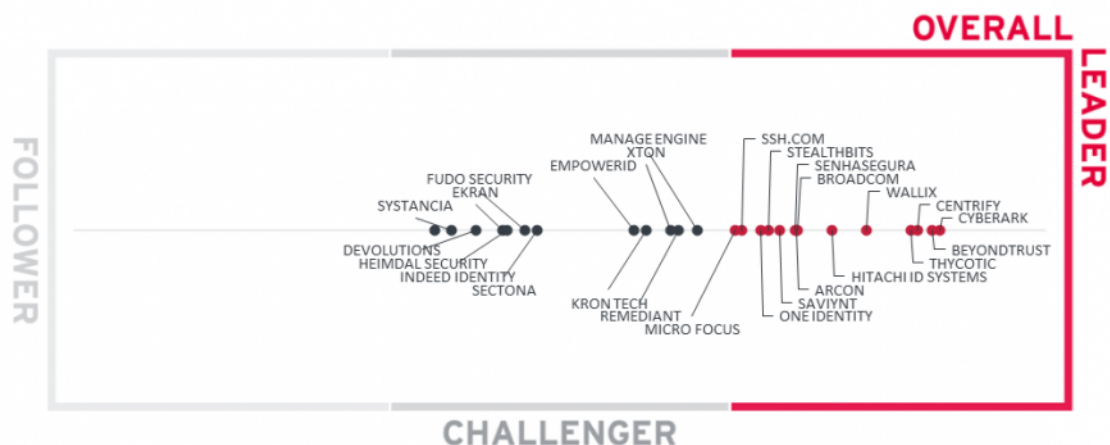 OVERALL
LEADER
FOLLOWER
CHALLENGER
MANAGE ENGINE
XTON
EMPOWERID
FUDO SECURITY
EKRAN
SYSTANCIA
DEVOLUTIONS
HEIMDAL SECURITY
INDEED IDENTITY
SECTONA
KRON TECH
REMEDIANT
MICRO FOCUS
SSH.COM
STEALTHBITS
SENHASEGURA
BROADCOM
WALLIX
CENTRIFY
CYBERARK
BEYONDTRUST
THYCOTIC
HITACHI ID SYSTEMS
ARCON
SAVIYNT
ONE IDENTITY